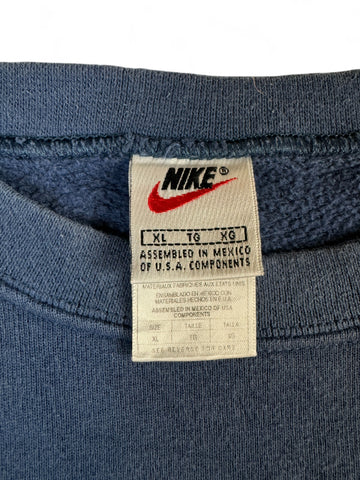 NIKE®
XL TG XG
ASSEMBLED IN MEXICO
OF U.S.A. COMPONENTS
MATERIAUX FABRIQUES AUX ETATS UNIS
ENSAMBLADO EN MEXICO CON
MATERIALES HECHOS EN E.U.A.
ASSEMBLED IN MEXICO OF USA
COMPONENTS
SIZE TAILLE TALLA
XL TG XG
SEE REVERSE FOR CARE